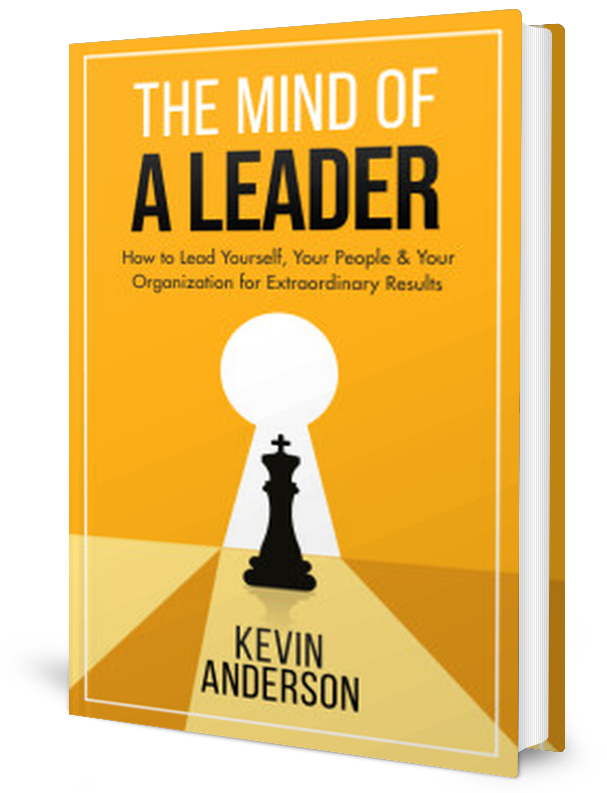 THE MIND OF
A LEADER
How to Lead Yourself, Your People & Your
Organization for Extraordinary Results
KEVIN
ANDERSON